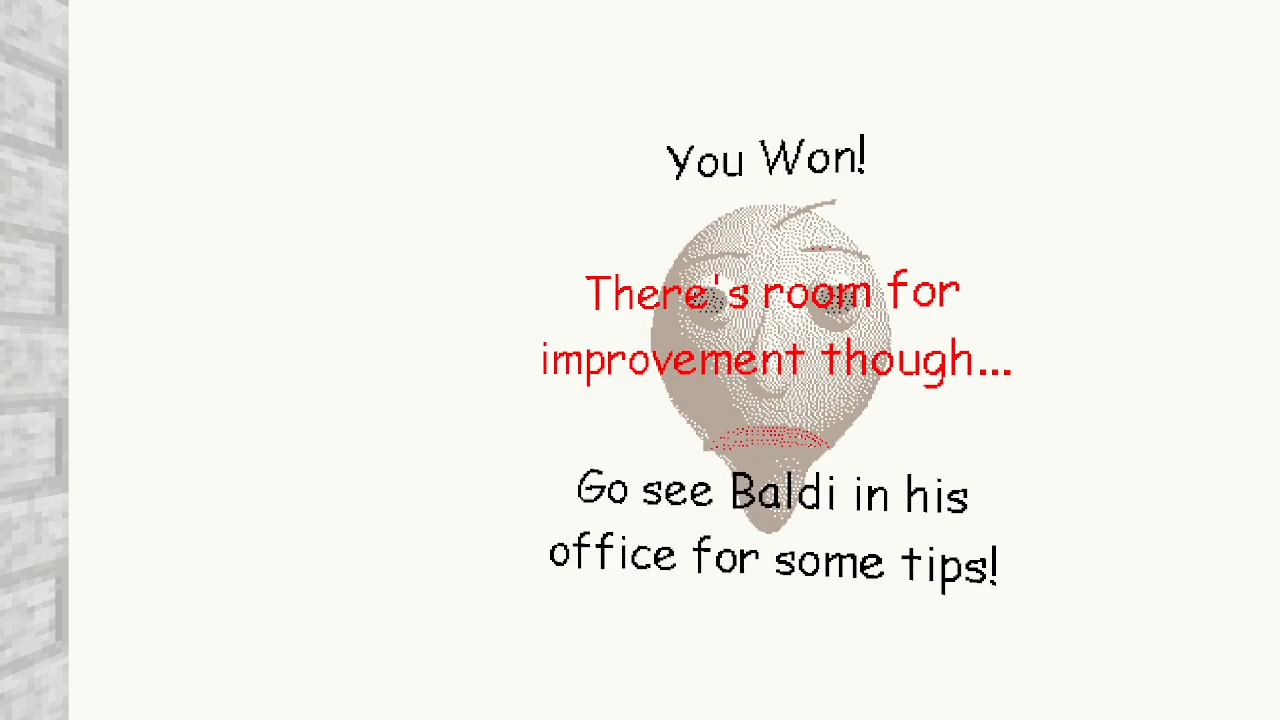 You Won!
There's room for
improvement though...
Go see Baldi in his
office for some tips!